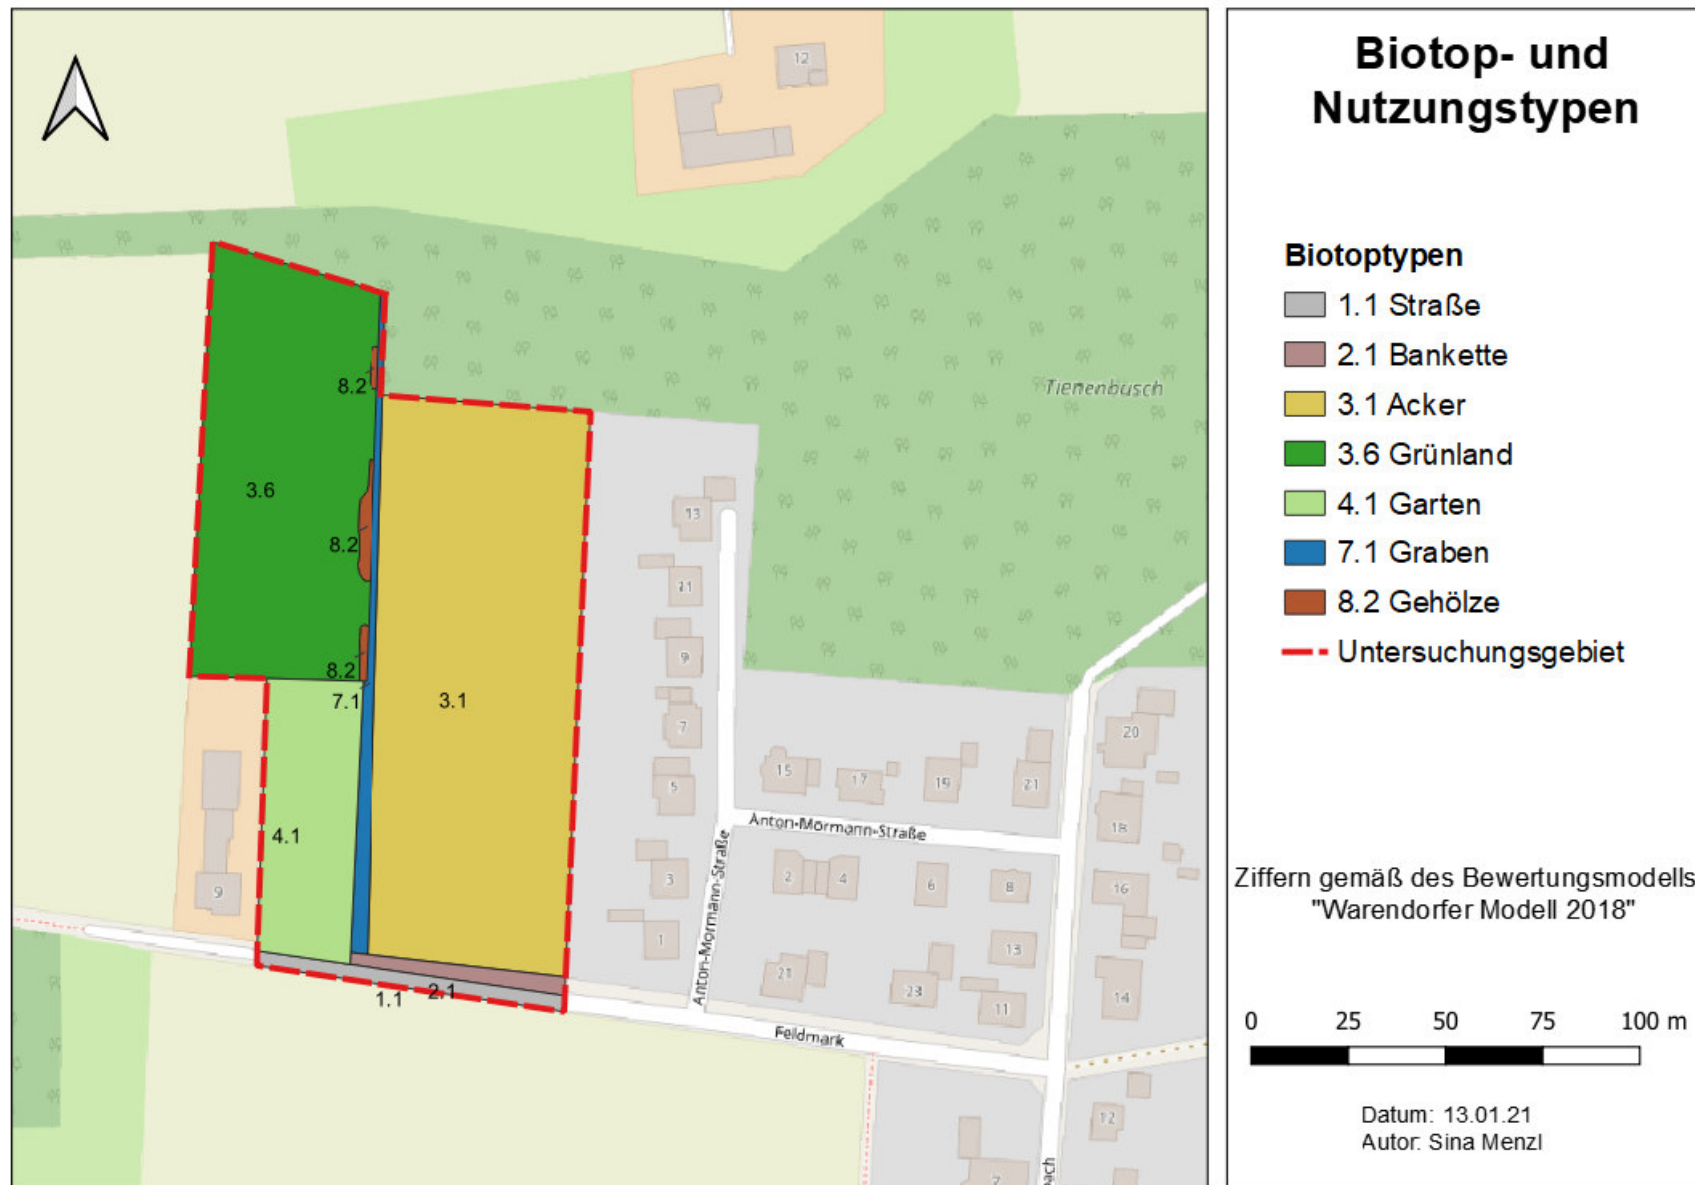 Biotop- und
Nutzungstypen
Biotoptypen
1.1 Straße
2.1 Bankette
3.1 Acker
3.6 Grünland
4.1 Garten
7.1 Graben
8.2 Gehölze
Untersuchungsgebiet
Ziffern gemäß des Bewertungsmodells
"Warendorfer Modell 2018"
0 25 50 75 100 m
Datum: 13.01.21
Autor: Sina Menzl
12
Tienenbusch
8.2
3.6
8.2
8.2
7.1
3.1
4.1
1.1
2.1
9
13
11
9
7
5
3
1
15
17
19
21
20
18
16
14
Anton-Mormann-Straße
Anton-Mormann-Straße
2
4
6
8
13
21
23
11
Feldmark
12
7
bach